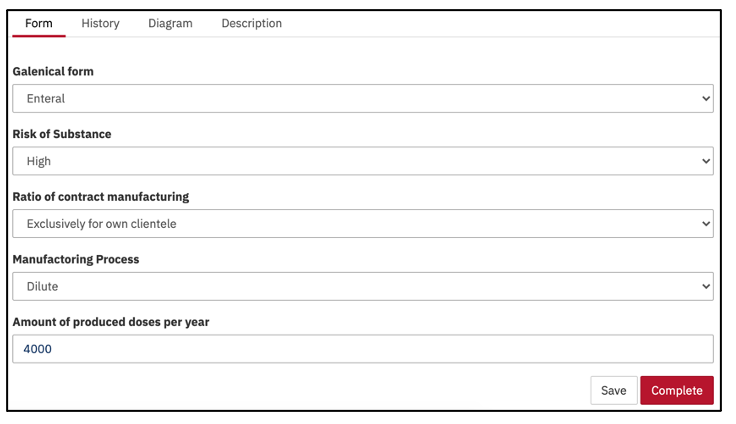 Form History Diagram Description
Galenical form
Enteral
Risk of Substance
High
Ratio of contract manufacturing
Exclusively for own clientele
Manufactoring Process
Dilute
Amount of produced doses per year
4000
Save Complete